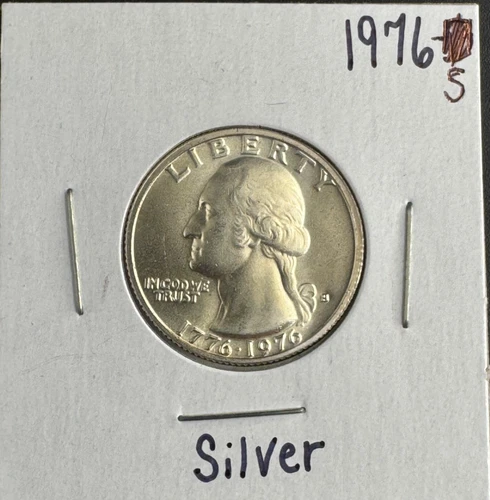 1976-
S
LIBERTY
IN GOD WE
TRUST
S
1776·1976
Silver